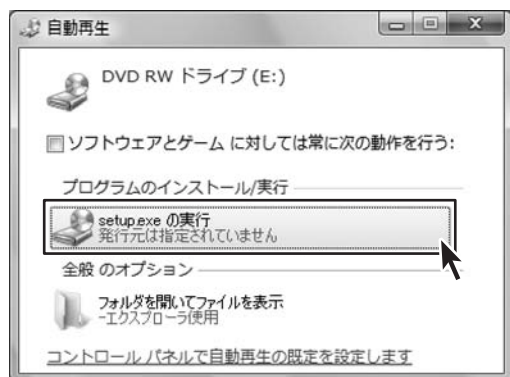 自動再生
DVD RW ドライブ (E:)
ソフトウェアとゲーム に対しては常に次の動作を行う:
プログラムのインストール/実行
setup.exe の実行
発行元は指定されていません
全般 のオプション
フォルダを開いてファイルを表示
-エクスプローラ使用
コントロール パネルで自動再生の既定を設定します